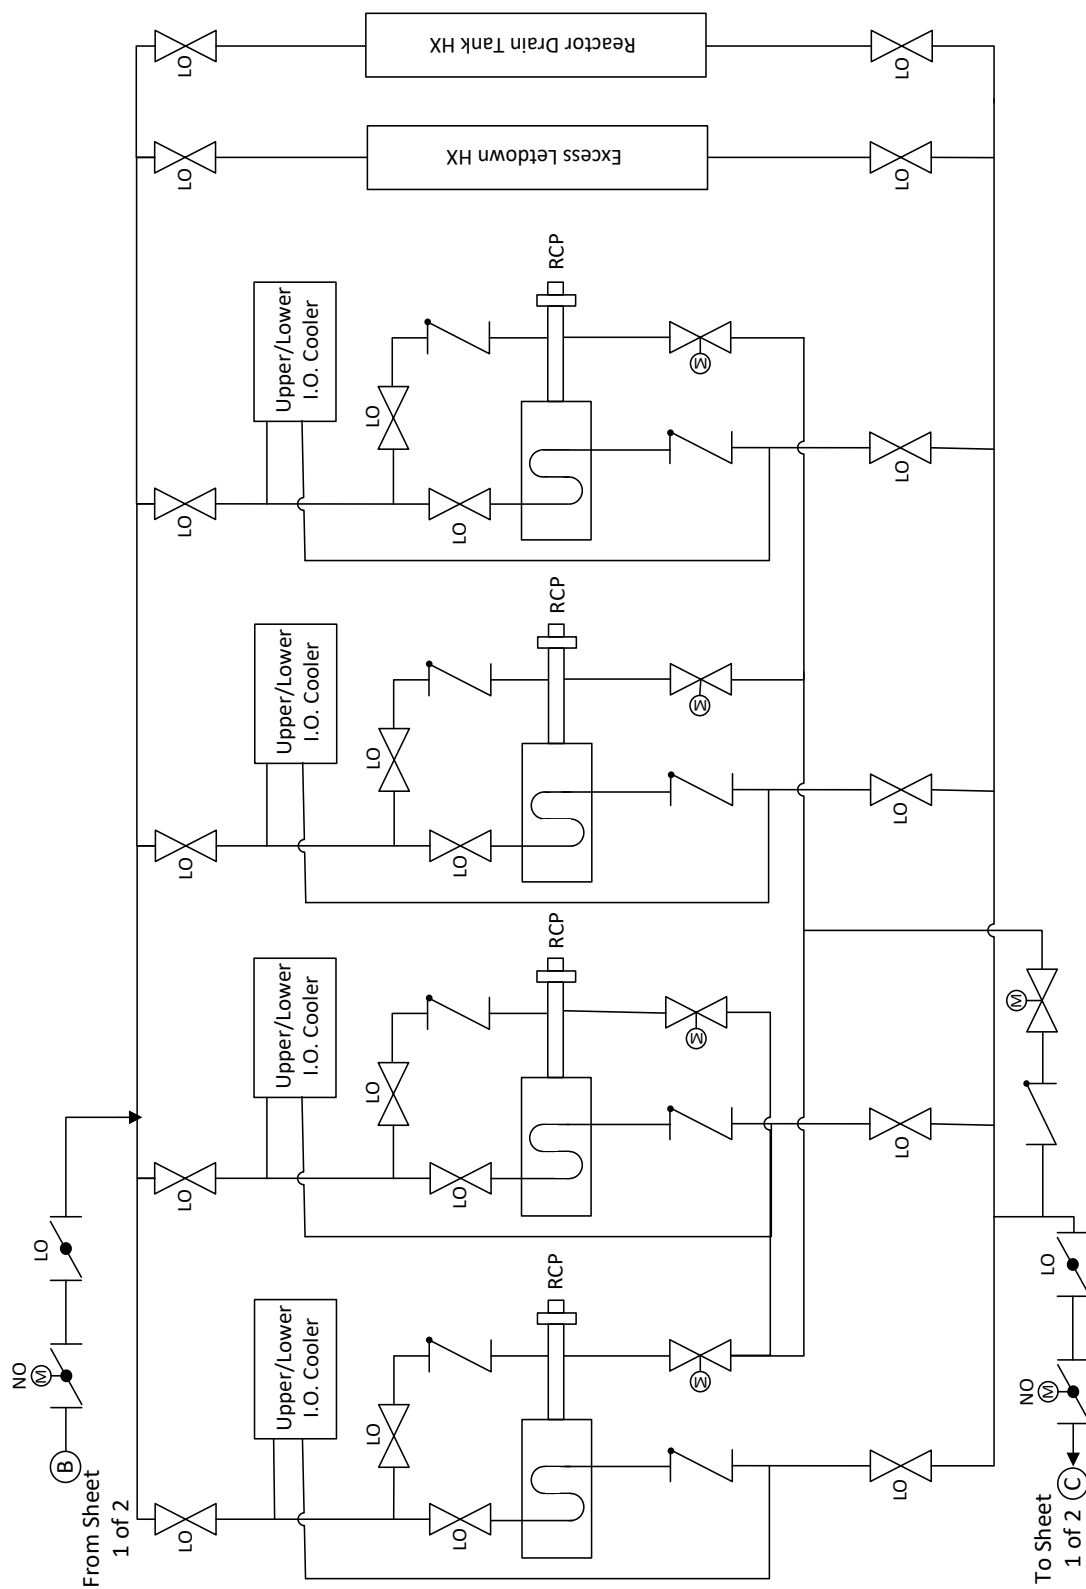 LO
Reactor Drain Tank HX
LO
LO
Excess Letdown HX
LO
Upper/Lower
I.O. Cooler
RCP
LO
M
LO
LO
LO
Upper/Lower
I.O. Cooler
RCP
LO
M
LO
LO
LO
Upper/Lower
I.O. Cooler
RCP
M
LO
M
LO
LO
LO
LO
NO
M
Upper/Lower
I.O. Cooler
RCP
LO
LO
M
NO
M
B
From Sheet
1 of 2
LO
LO
LO
To Sheet
1 of 2
C